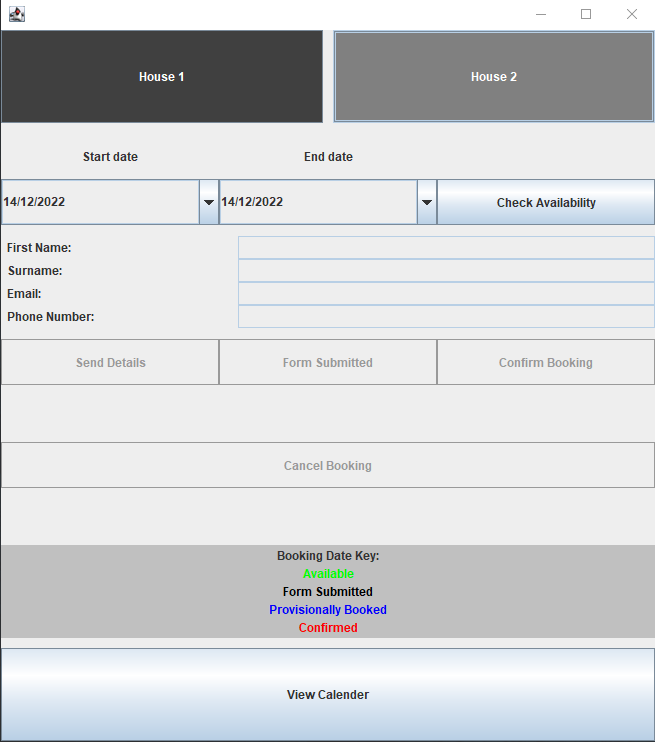 House 1 House 2
Start date End date
14/12/2022 14/12/2022 Check Availability
First Name:
Surname:
Email:
Phone Number:
Send Details Form Submitted Confirm Booking
Cancel Booking
Booking Date Key:
Available
Form Submitted
Provisionally Booked
Confirmed
View Calender